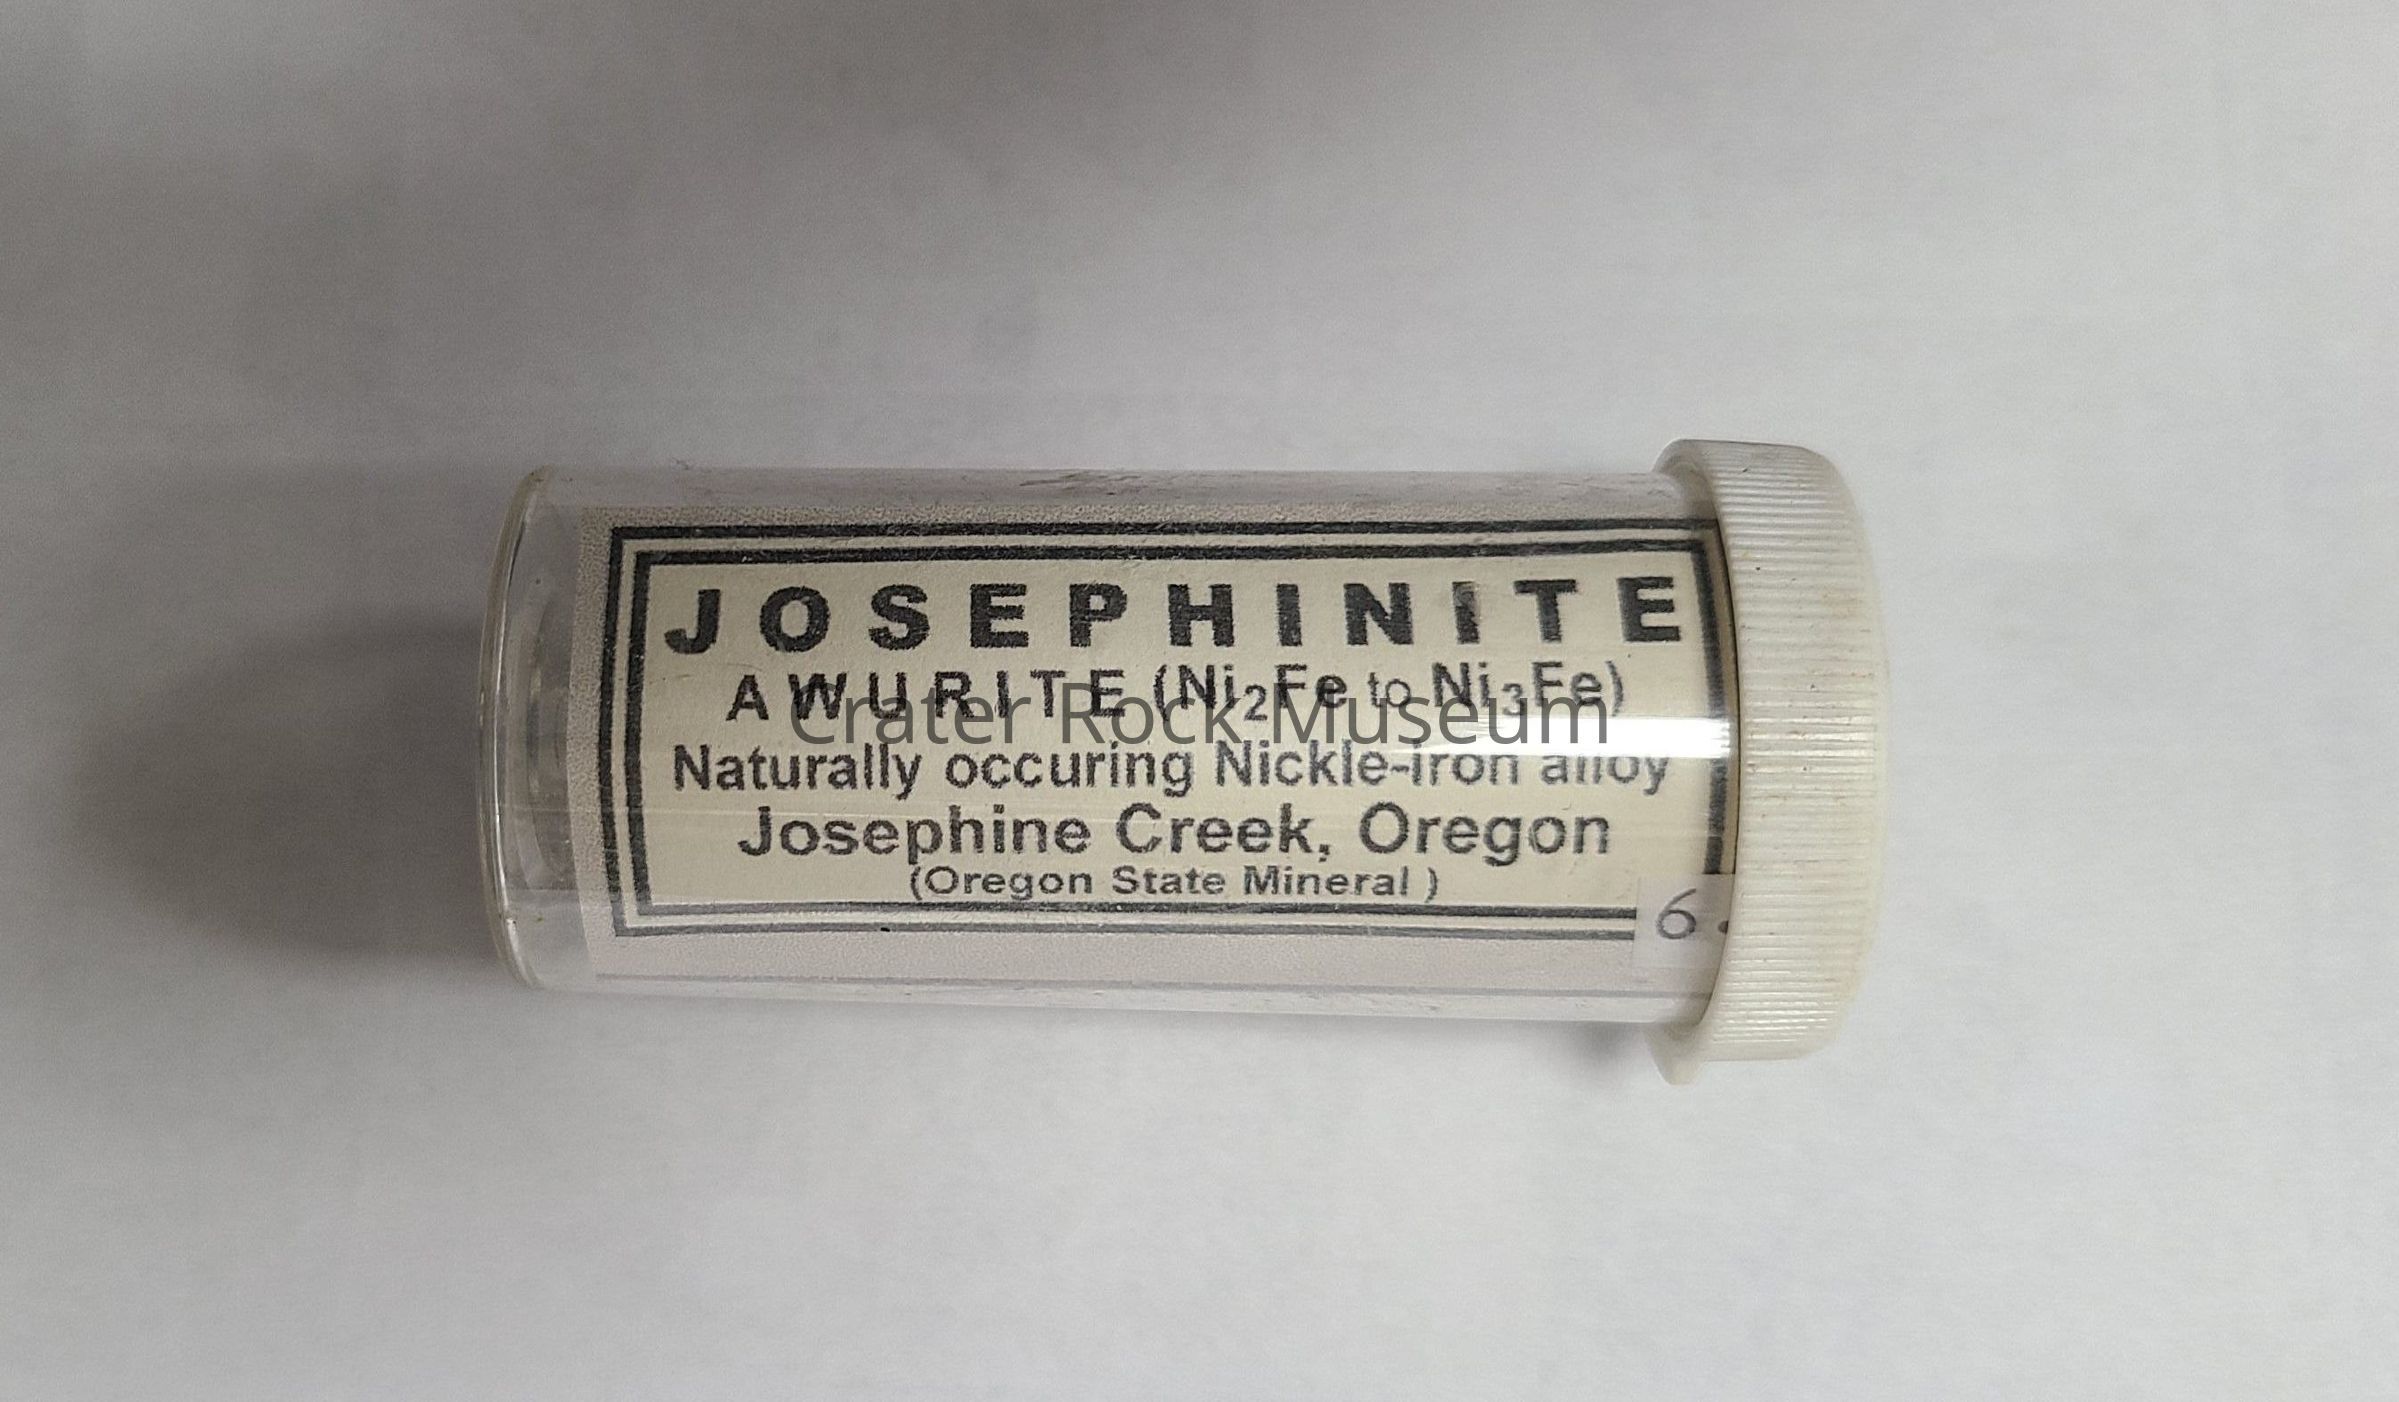 JOSEPHINITE
AWURITE (Ni₂Fe to Ni₃Fe)
Crater Rock Museum
Naturally occuring Nickle-iron alloy
Josephine Creek, Oregon
(Oregon State Mineral )
6.